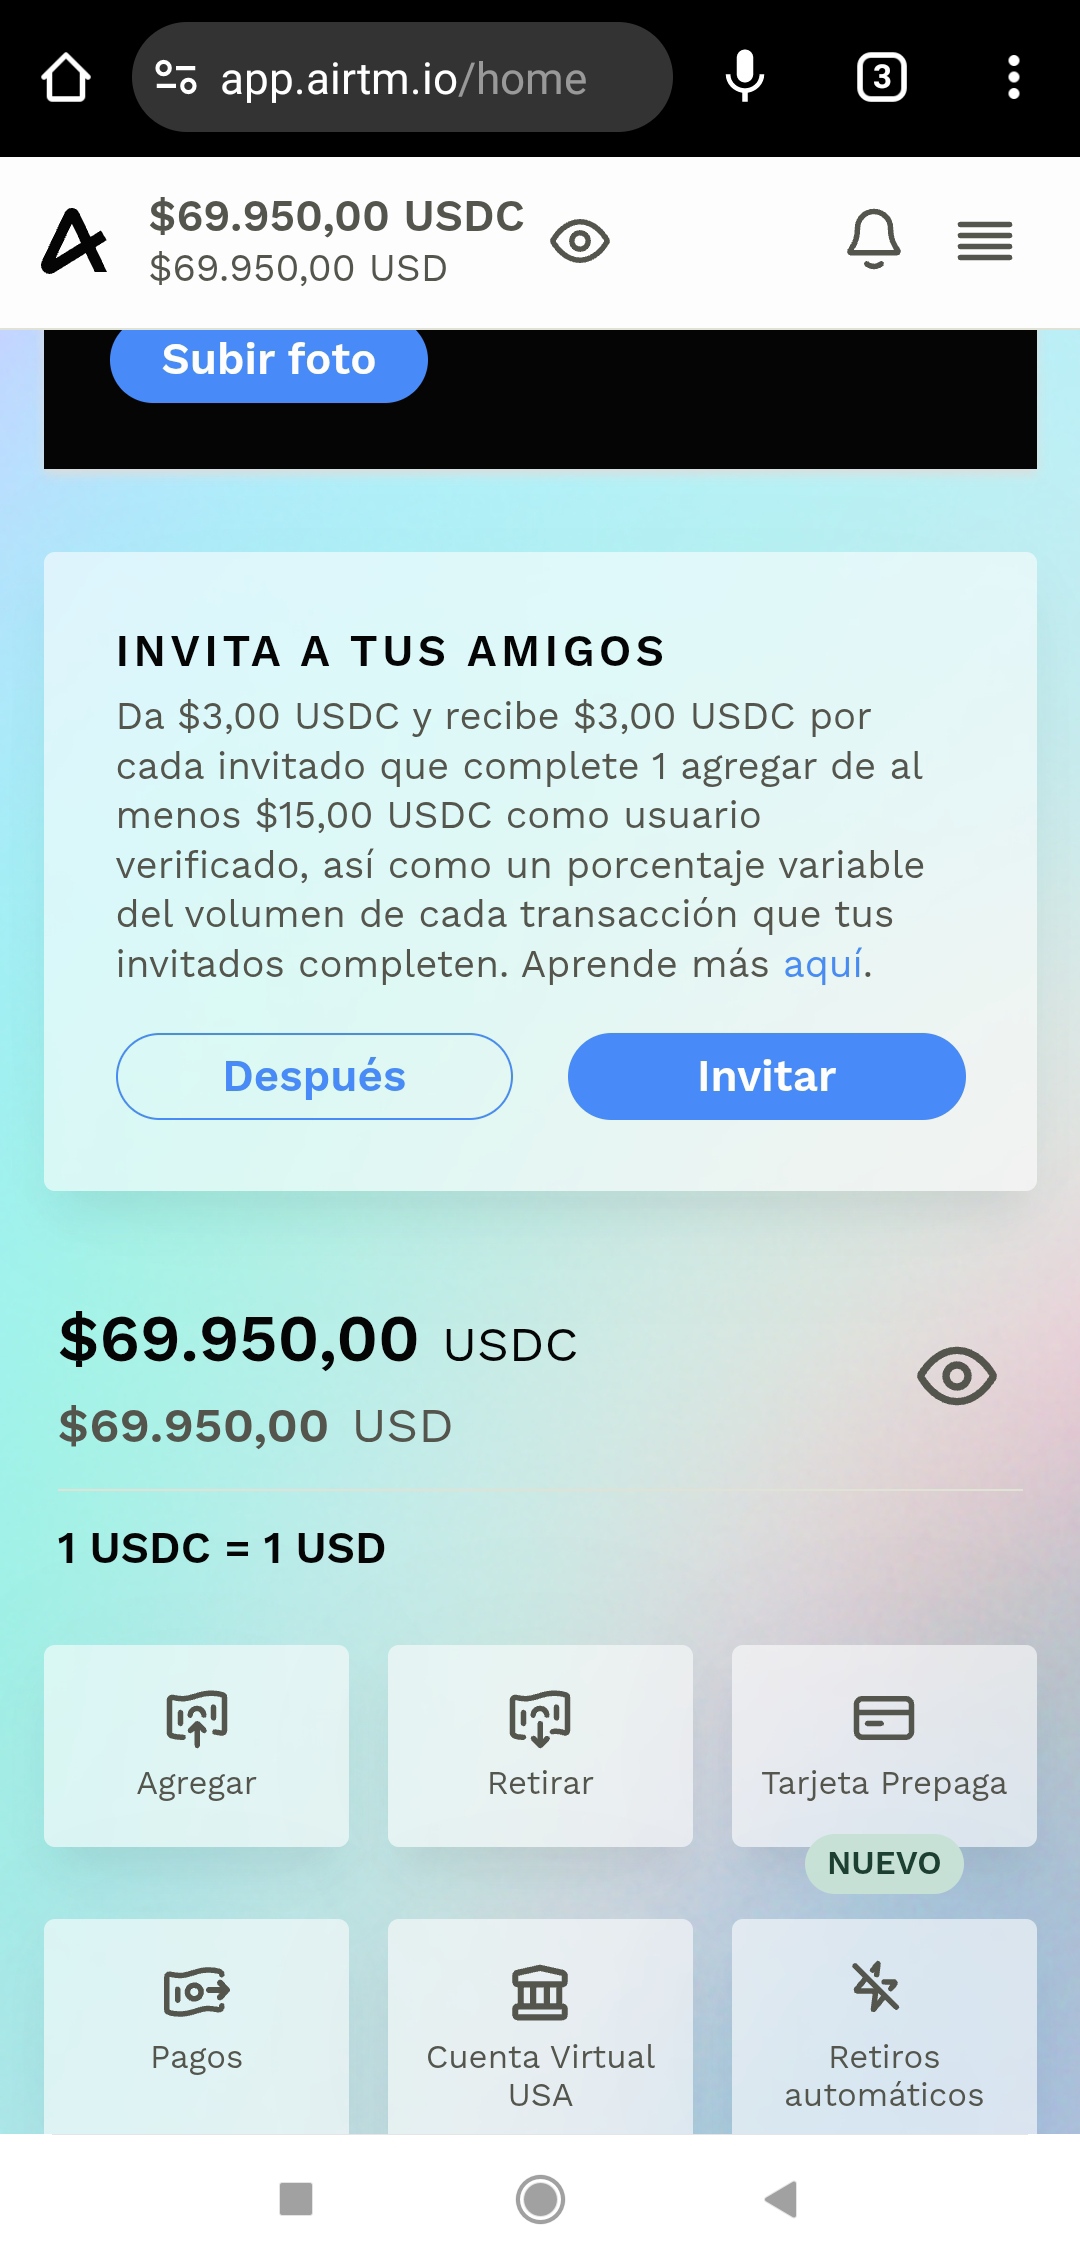 app.airtm.io/home
3
$69.950,00 USDC
$69.950,00 USD
Subir foto
INVITA A TUS AMIGOS
Da $3,00 USDC y recibe $3,00 USDC por
cada invitado que complete 1 agregar de al
menos $15,00 USDC como usuario
verificado, así como un porcentaje variable
del volumen de cada transacción que tus
invitados completen. Aprende más aquí.
Después
Invitar
$69.950,00 USDC
$69.950,00 USD
1 USDC = 1 USD
Agregar
Retirar
Tarjeta Prepaga
NUEVO
Pagos
Cuenta Virtual
USA
Retiros
automáticos